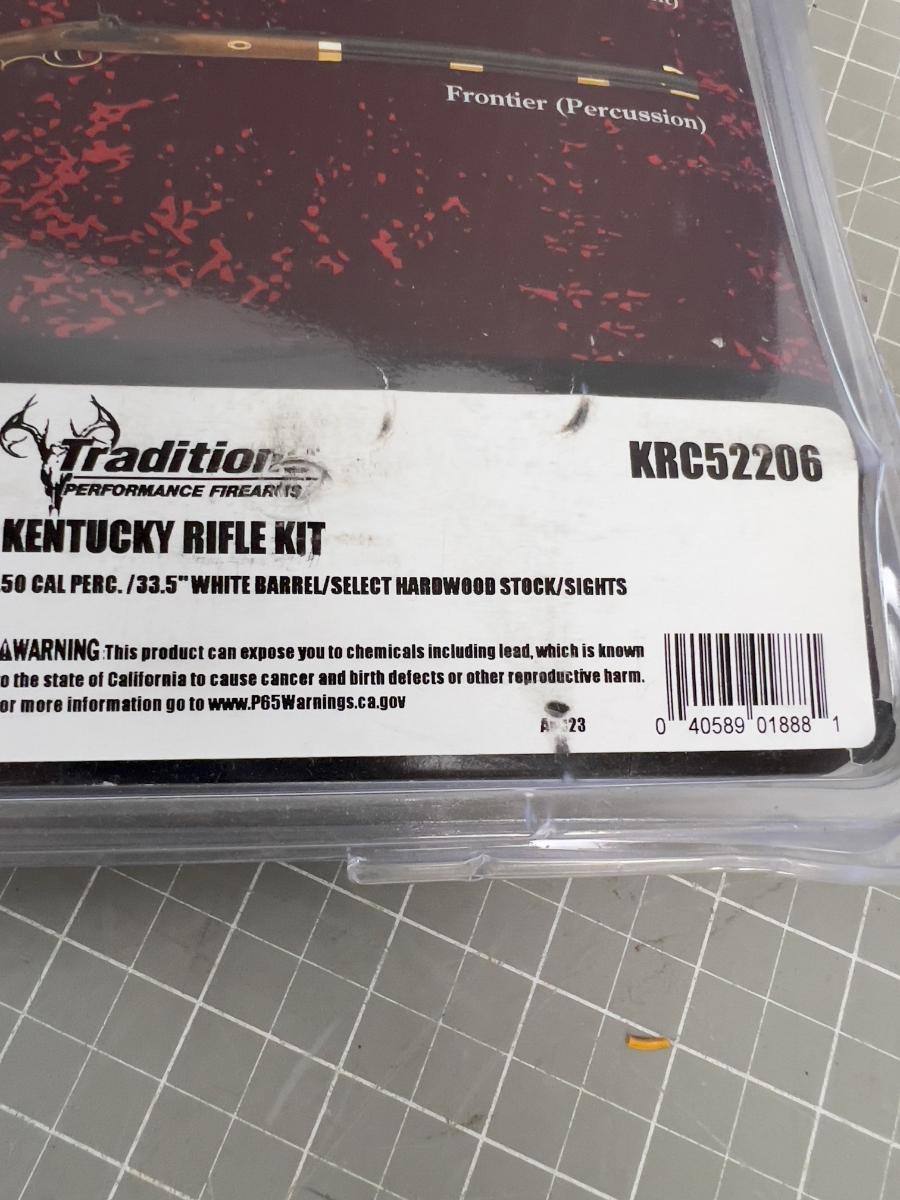 Frontier (Percussion)
Traditions
PERFORMANCE FIREARMS
KRC52206
KENTUCKY RIFLE KIT
50 CAL PERC. /33.5" WHITE BARREL/SELECT HARDWOOD STOCK/SIGHTS
WARNING This product can expose you to chemicals including lead, which is known
o the state of California to cause cancer and birth defects or other reproductive harm.
or more information go to www.P65Warnings.ca.gov
0 40589 01888 1